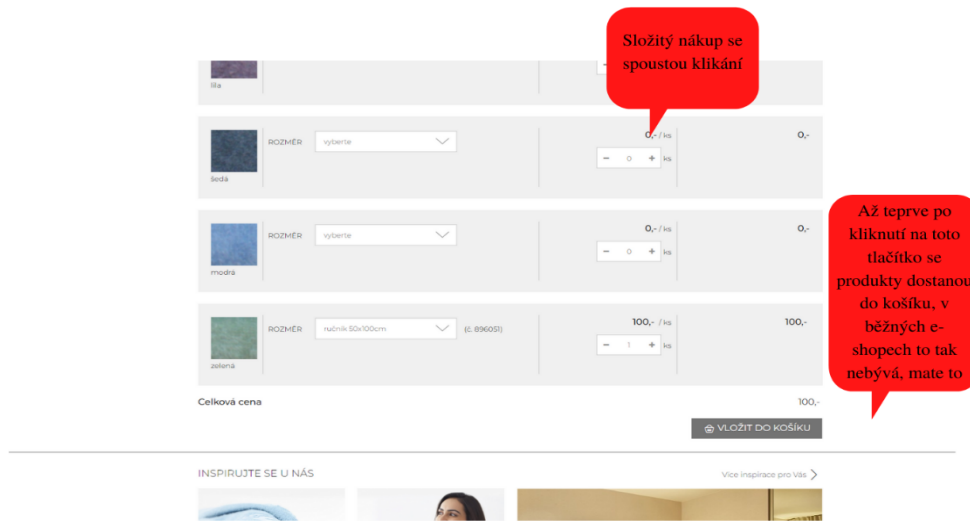 Složitý nákup se
spoustou klikání
lila
ROZMĚR vyberte 0,- / ks 0,-
- 0 + ks
šedá
Až teprve po
kliknutí na toto
tlačítko se
produkty dostanou
do košíku, v
běžných e-
shopech to tak
nebývá, mate to
ROZMĚR vyberte 0,- / ks 0,-
- 0 + ks
modrá
ROZMĚR ručník 50x100cm (č. 896051) 100,- / ks 100,-
- 1 + ks
zelená
Celková cena 100,-
VLOŽIT DO KOŠÍKU
INSPIRUJTE SE U NÁS Více inspirace pro Vás